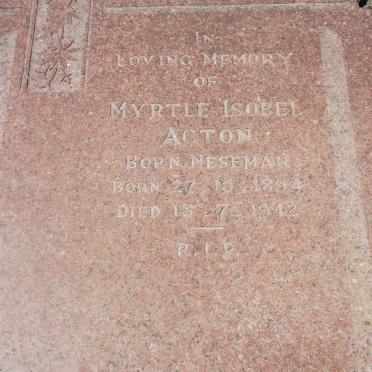 IN
LOVING MEMORY
OF
MYRTLE ISOBEL
ACTON
BORN NESEMAN
BORN 27 10 1894
DIED 13 7 1942
R.I.P.